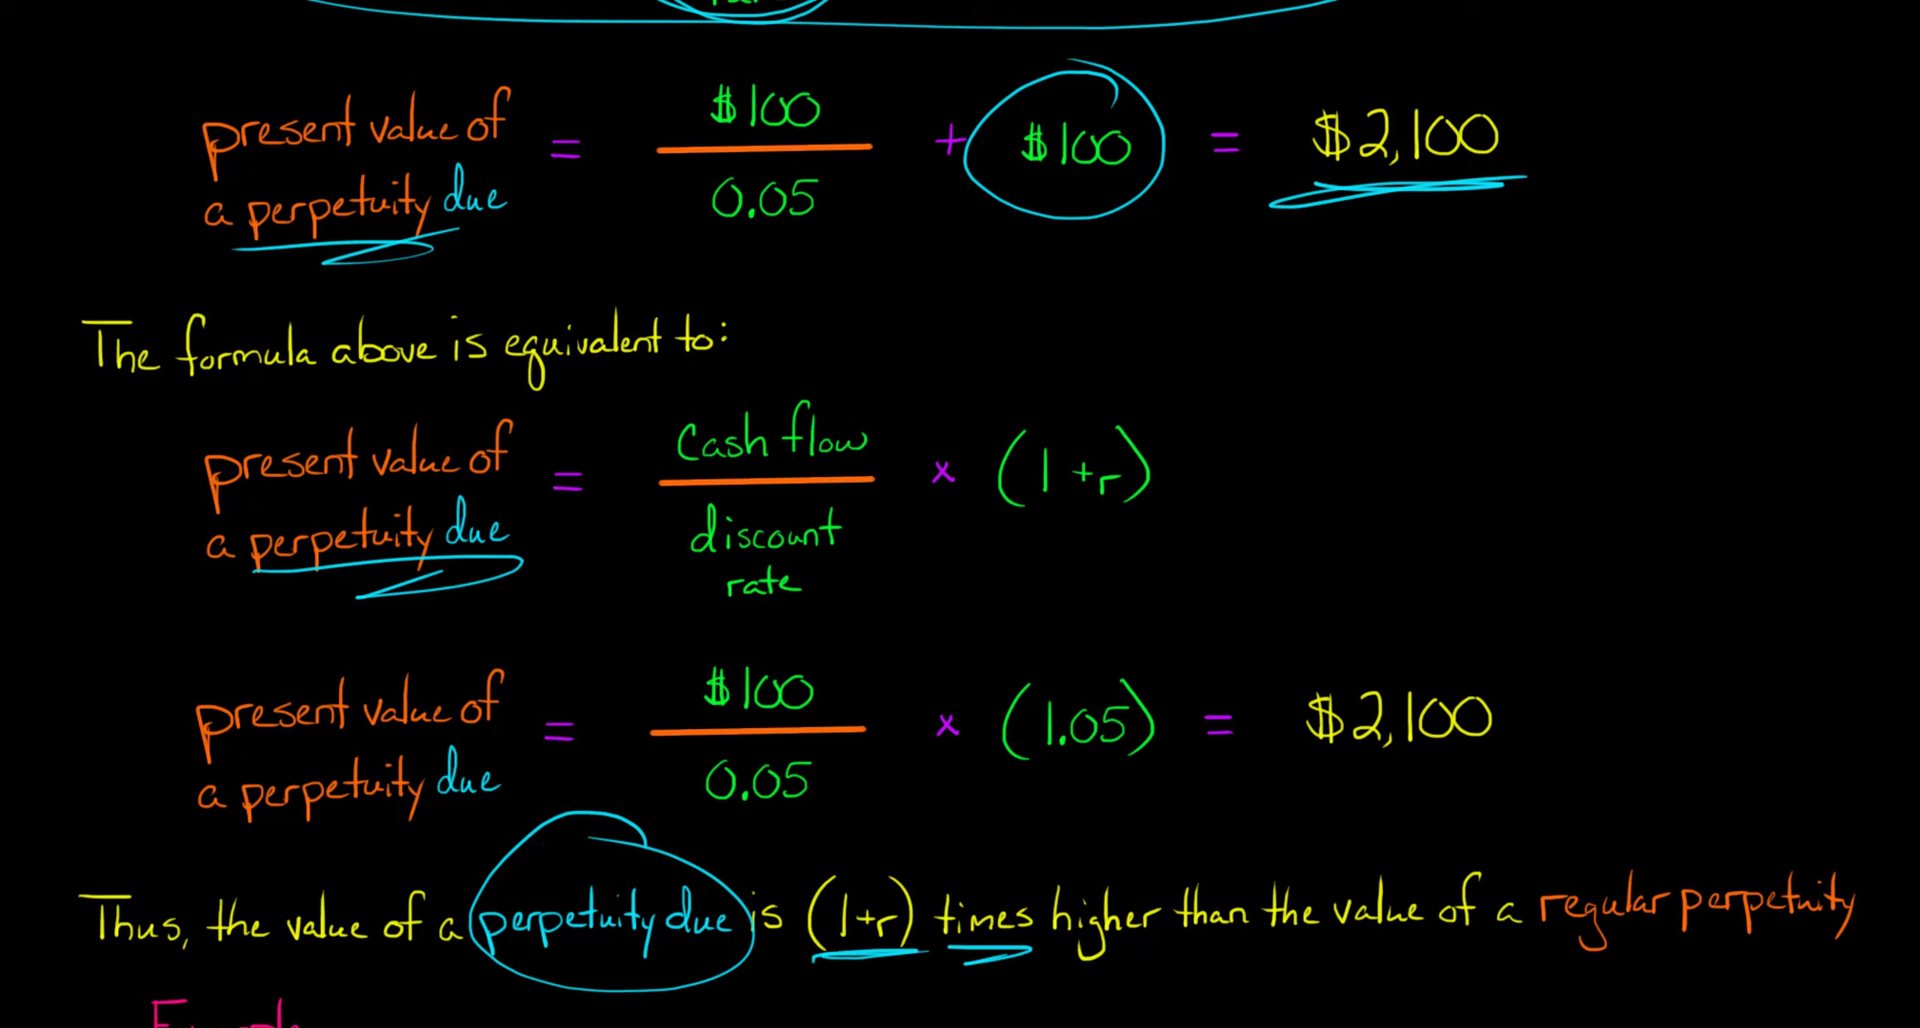 present value of = $100 + $100 = $2,100
a perpetuity due 0.05
The formula above is equivalent to:
present value of = Cash flow × (1+r)
a perpetuity due discount
rate
present value of = $100 × (1.05) = $2,100
a perpetuity due 0.05
Thus, the value of a perpetuity due is (1+r) times higher than the value of a regular perpetuity